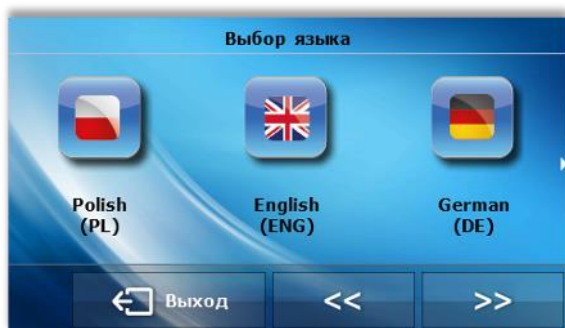 Выбор языка
Polish
(PL)
English
(ENG)
German
(DE)
Выход
<<
>>